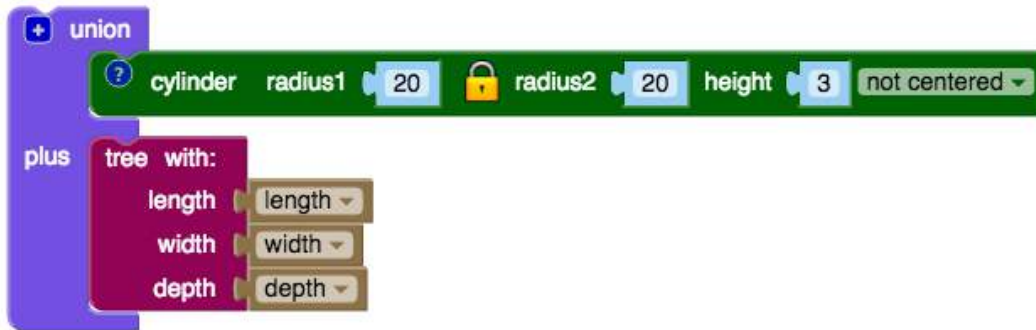 + union
? cylinder radius1 20 radius2 20 height 3 not centered
plus tree with:
length length
width width
depth depth